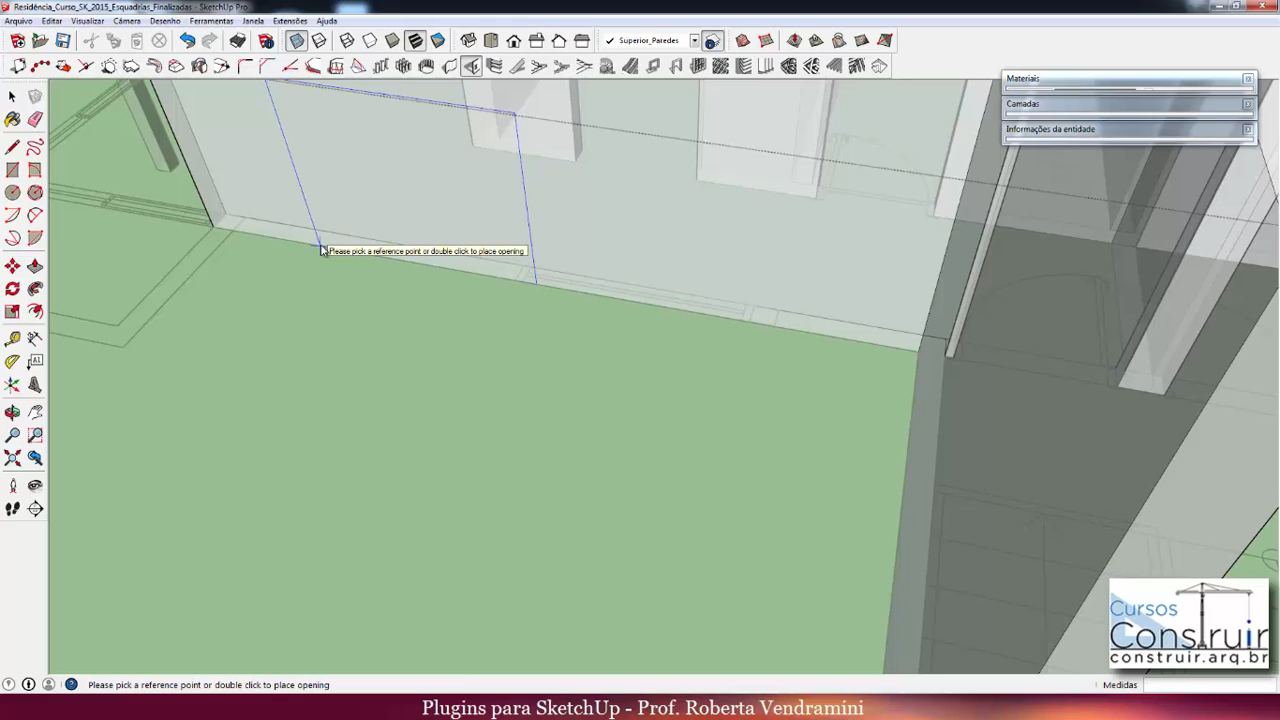 Residência_Curso_SK_2015_Esquadrias_Finalizadas - SketchUp Pro
Arquivo Editar Visualizar Câmera Desenho Ferramentas Janela Extensões Ajuda
Superior_Paredes
Materiais
Camadas
Informações da entidade
Please pick a reference point or double click to place opening
Cursos
Construir
construir.arq.br
Please pick a reference point or double click to place opening
Medidas
Plugins para SketchUp - Prof. Roberta Vendramini